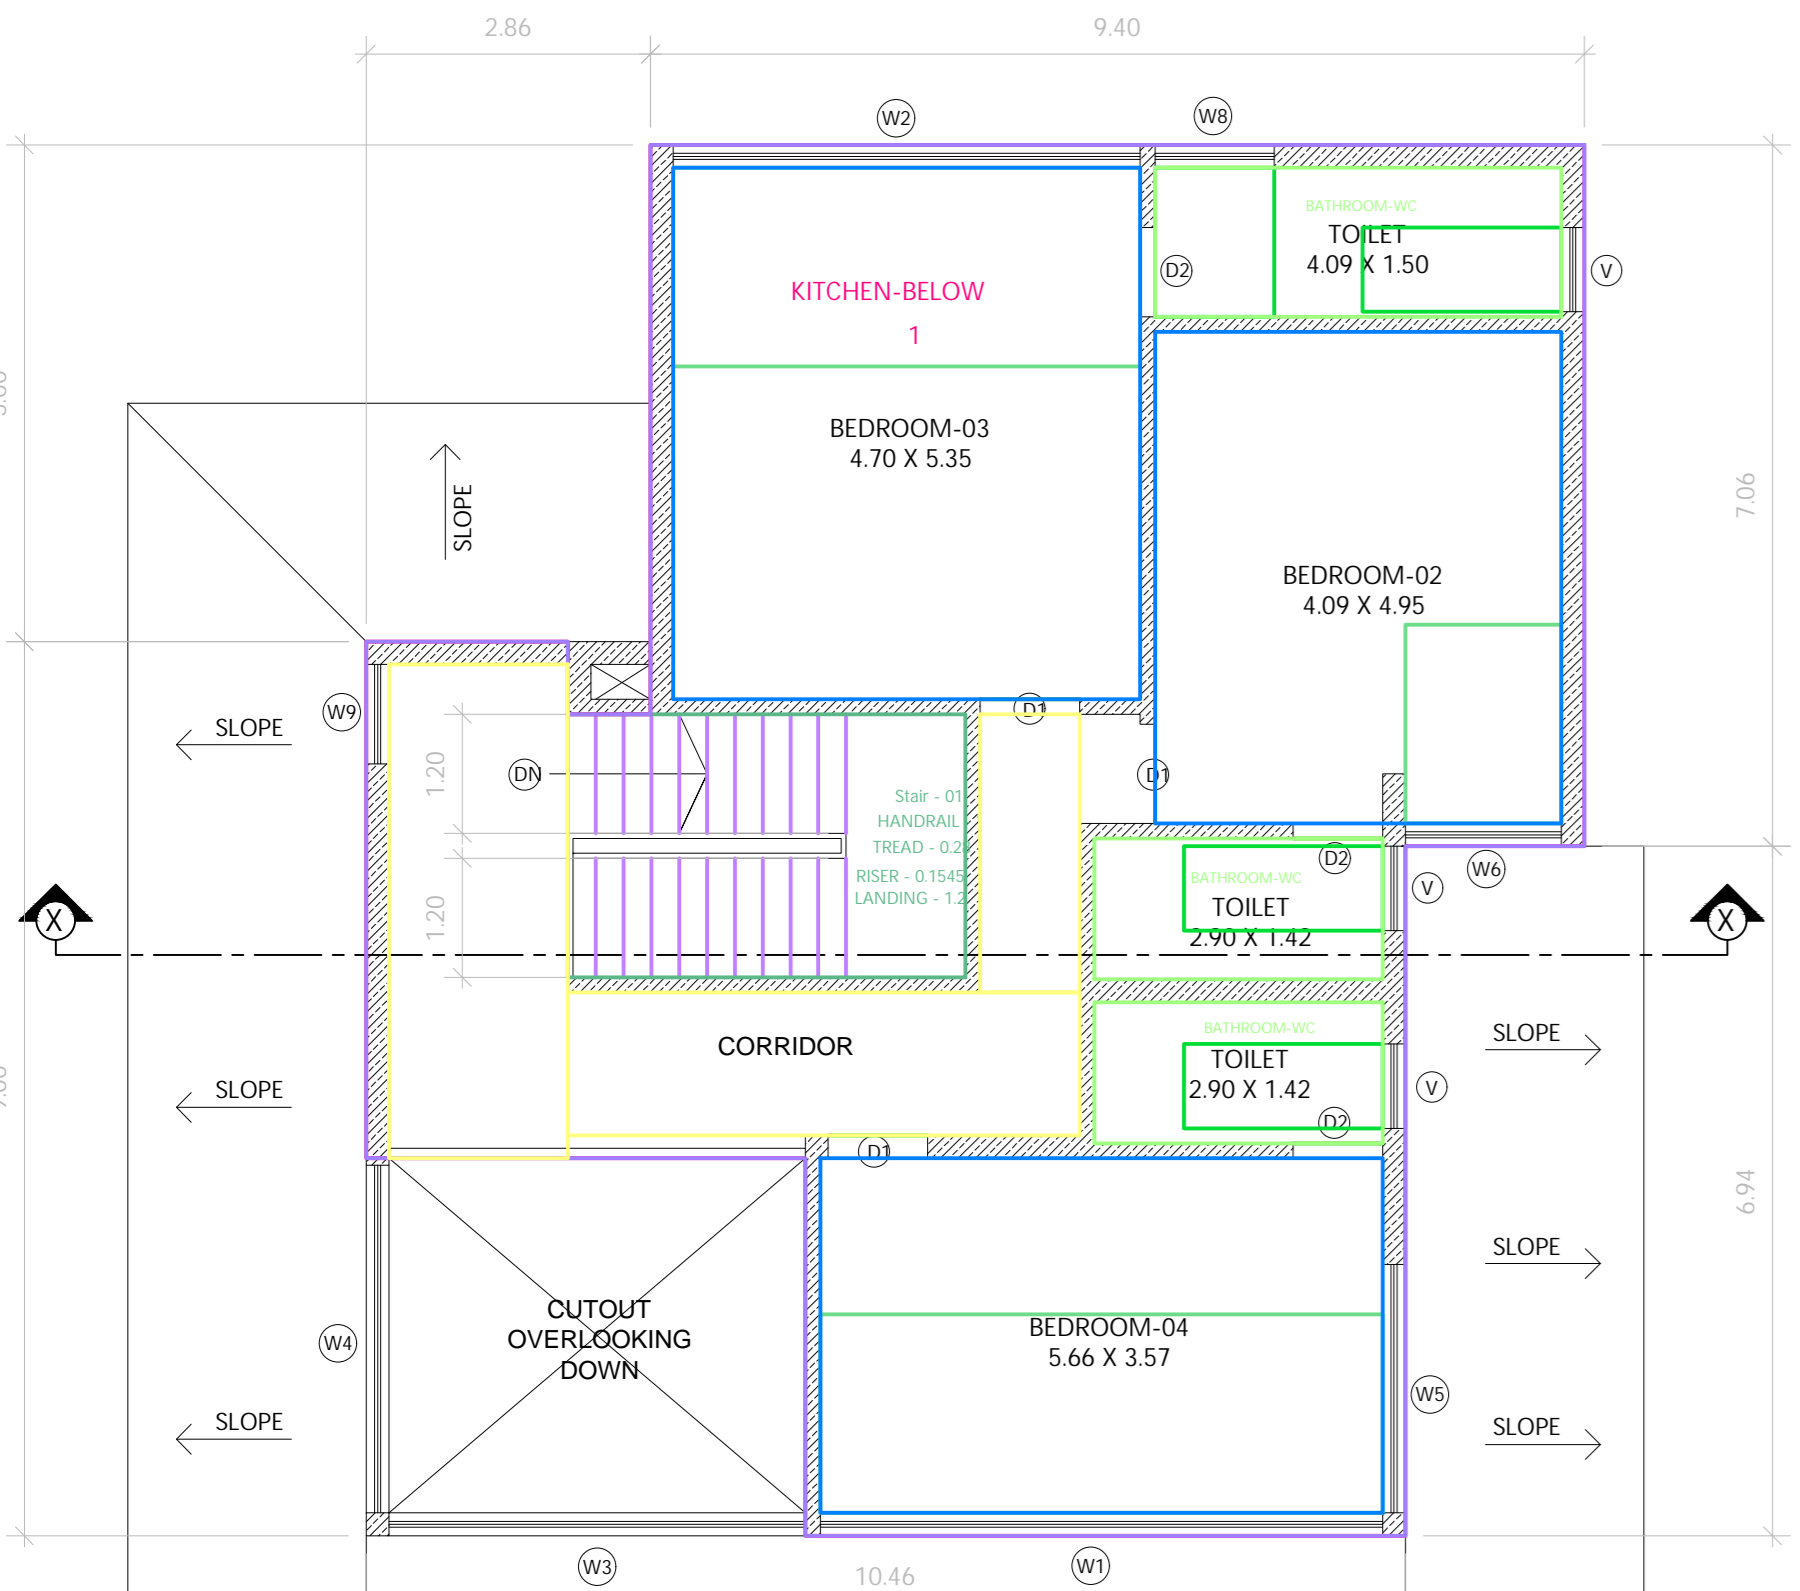 2.86
9.40
W2
W8
BATHROOM-WC
TOILET
4.09 X 1.50
D2
V
KITCHEN-BELOW
1
BEDROOM-03
4.70 X 5.35
7.06
SLOPE
BEDROOM-02
4.09 X 4.95
W9
SLOPE
D1
DN
1.20
D1
Stair - 01
HANDRAIL
TREAD - 0.2
RISER - 0.1545
LANDING - 1.2
D2
W6
BATHROOM-WC
V
TOILET
2.90 X 1.42
1.20
X
X
BATHROOM-WC
TOILET
2.90 X 1.42
V
D2
CORRIDOR
SLOPE
SLOPE
D1
6.94
SLOPE
CUTOUT
OVERLOOKING
DOWN
W4
BEDROOM-04
5.66 X 3.57
W5
SLOPE
SLOPE
W3
10.46
W1